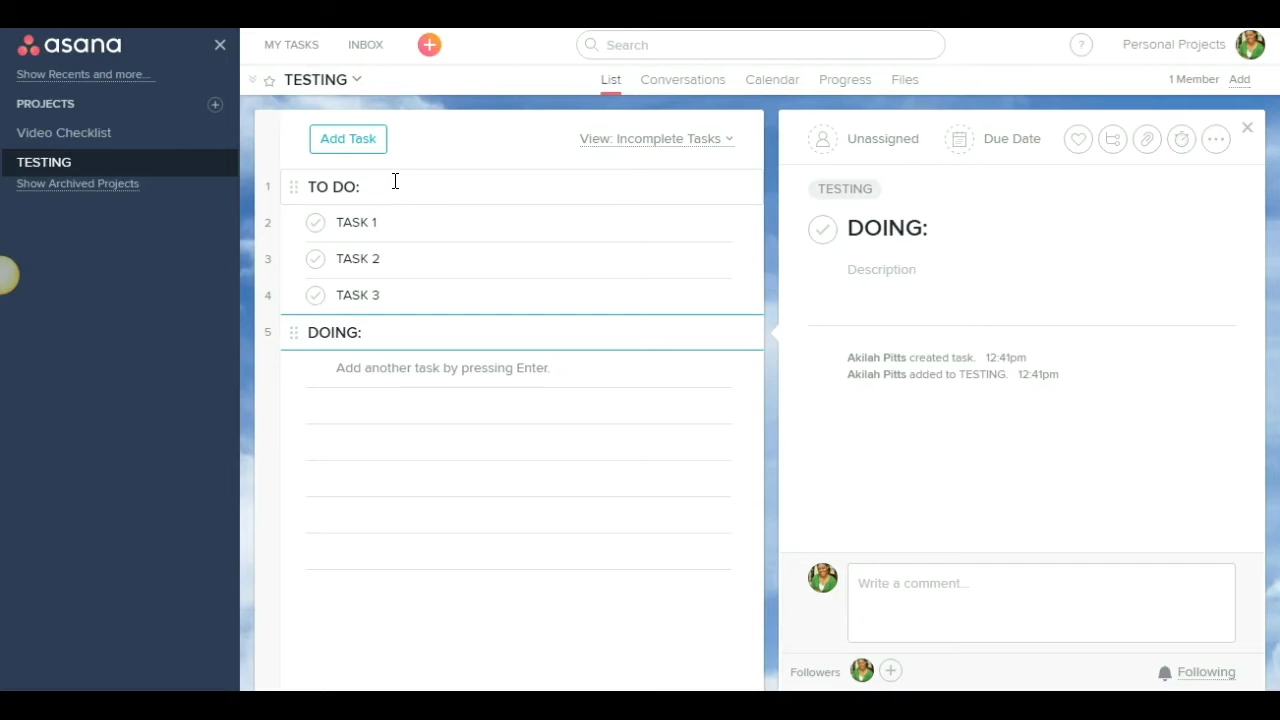 asana
Show Recents and more...
PROJECTS
Video Checklist
TESTING
Show Archived Projects
MY TASKS INBOX
Search
? Personal Projects
TESTING
List Conversations Calendar Progress Files
1 Member Add
Add Task
View: Incomplete Tasks
1 TO DO:
2 TASK 1
3 TASK 2
4 TASK 3
5 DOING:
Add another task by pressing Enter.
Unassigned Due Date
TESTING
DOING:
Description
Akilah Pitts created task. 12:41pm
Akilah Pitts added to TESTING. 12:41pm
Write a comment...
Followers
Following